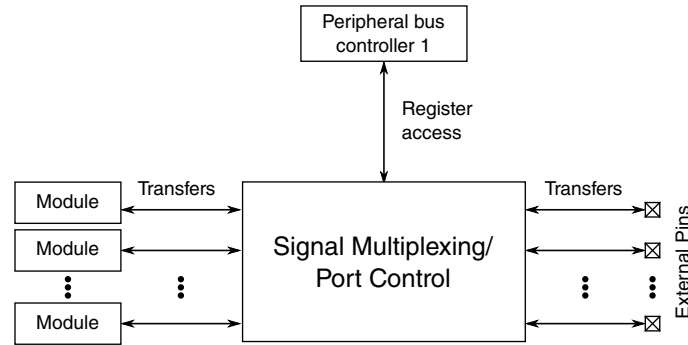 Peripheral bus
controller 1
Register
access
Module
Transfers
Transfers
Module
Signal Multiplexing/
Port Control
Module
External Pins